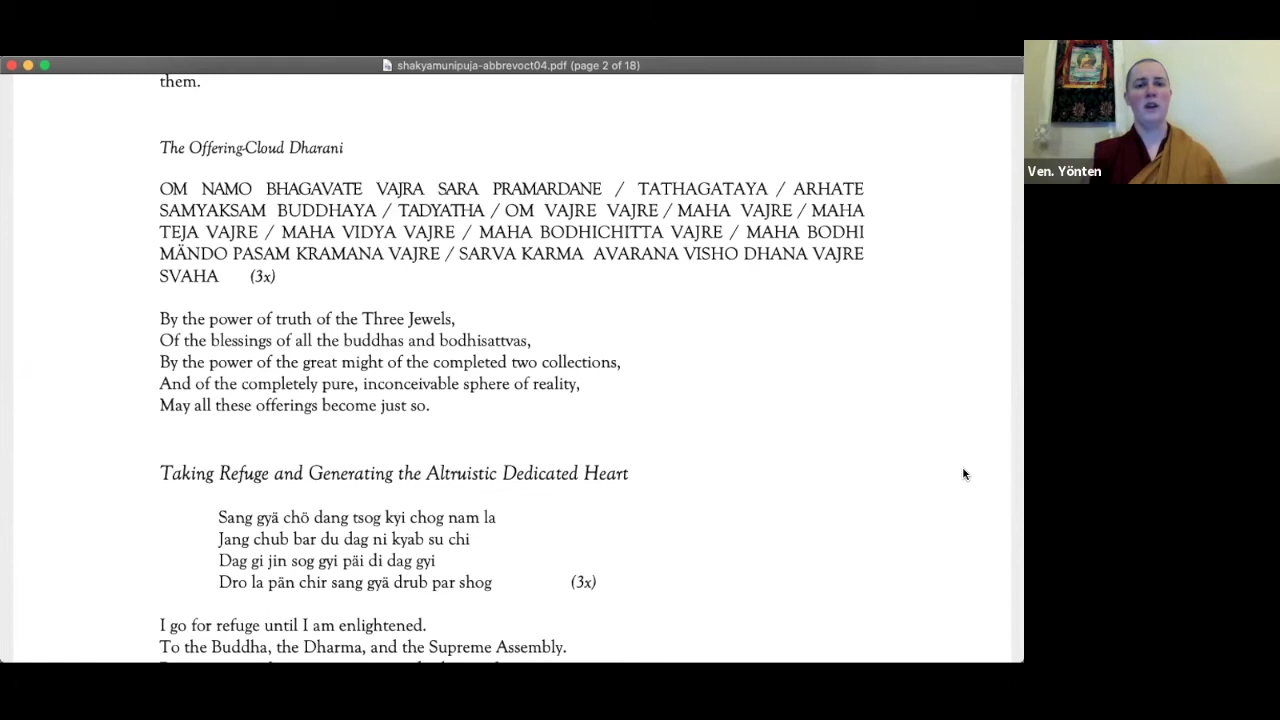 shakyamunipuja-abbrevoct04.pdf (page 2 of 18)
them.
The Offering-Cloud Dharani
OM NAMO BHAGAVATE VAJRA SARA PRAMARDANE / TATHAGATAYA / ARHATE
SAMYAKSAM BUDDHAYA / TADYATHA / OM VAJRE VAJRE / MAHA VAJRE / MAHA
TEJA VAJRE / MAHA VIDYA VAJRE / MAHA BODHICHITTA VAJRE / MAHA BODHI
MÄNDO PASAM KRAMANA VAJRE / SARVA KARMA AVARANA VISHO DHANA VAJRE
SVAHA (3x)
By the power of truth of the Three Jewels,
Of the blessings of all the buddhas and bodhisattvas,
By the power of the great might of the completed two collections,
And of the completely pure, inconceivable sphere of reality,
May all these offerings become just so.
Taking Refuge and Generating the Altruistic Dedicated Heart
Sang gyä chö dang tsog kyi chog nam la
Jang chub bar du dag ni kyab su chi
Dag gi jin sog gyi päi di dag gyi
Dro la pän chir sang gyä drub par shog (3x)
I go for refuge until I am enlightened.
To the Buddha, the Dharma, and the Supreme Assembly.
Ven. Yönten